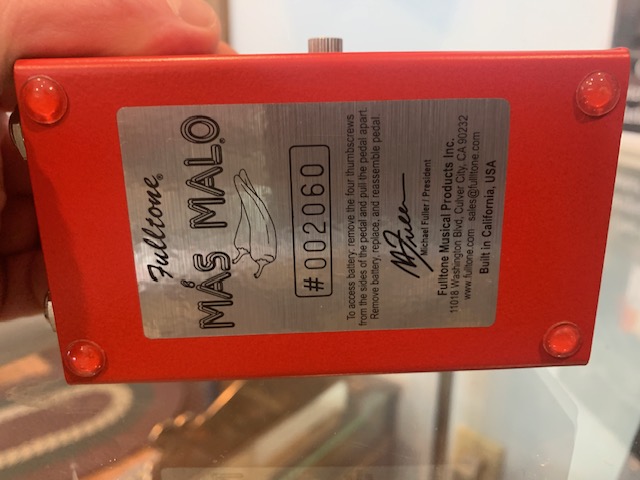 Fulltone®
MÁS MALO®
#002060
To access battery: remove the four thumbscrews
from the sides of the pedal and pull the pedal apart.
Remove battery, replace, and reassemble pedal.
M Fuller
Michael Fuller / President
Fulltone Musical Products Inc.
11018 Washington Blvd, Culver City, CA 90232
www.fulltone.com sales@fulltone.com
Built in California, USA